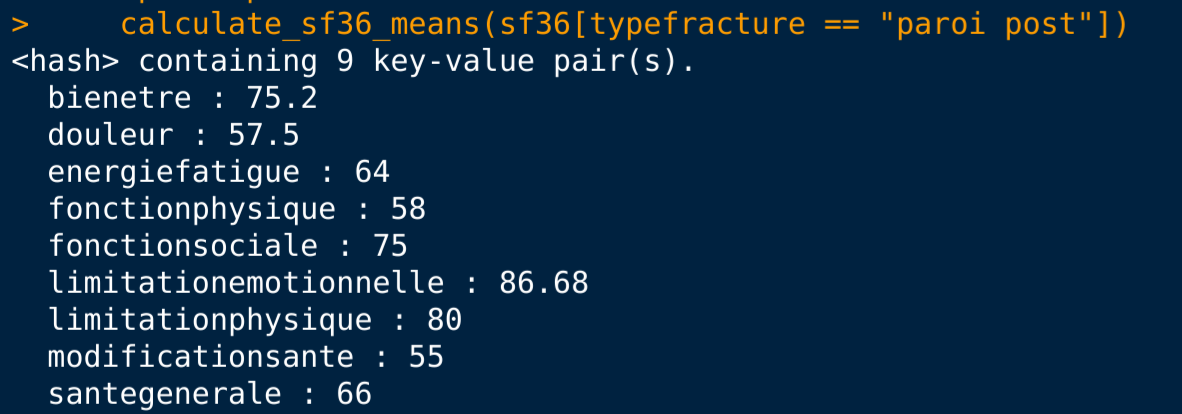 > calculate_sf36_means(sf36[typefracture == "paroi post"])
<hash> containing 9 key-value pair(s).
bienetre : 75.2
douleur : 57.5
energiefatigue : 64
fonctionphysique : 58
fonctionsociale : 75
limitationemotionnelle : 86.68
limitationphysique : 80
modificationsante : 55
santegenerale : 66